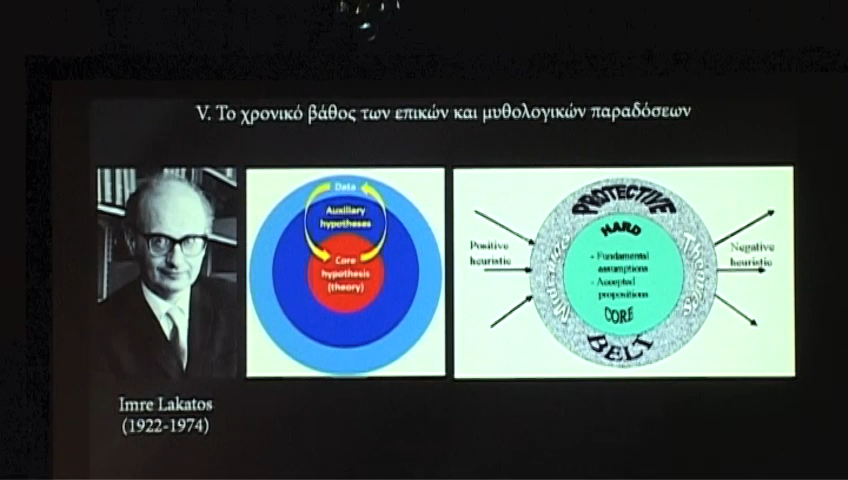 V. Το χρονικό βάθος των επικών και μυθολογικών παραδόσεων
Data
Auxiliary
hypotheses
Core
hypothesis
(theory)
Positive
heuristic
PROTECTIVE
HARD
- Fundamental
assumptions
- Accepted
propositions
CORE
BELT
Negative
heuristic
Imre Lakatos
(1922-1974)